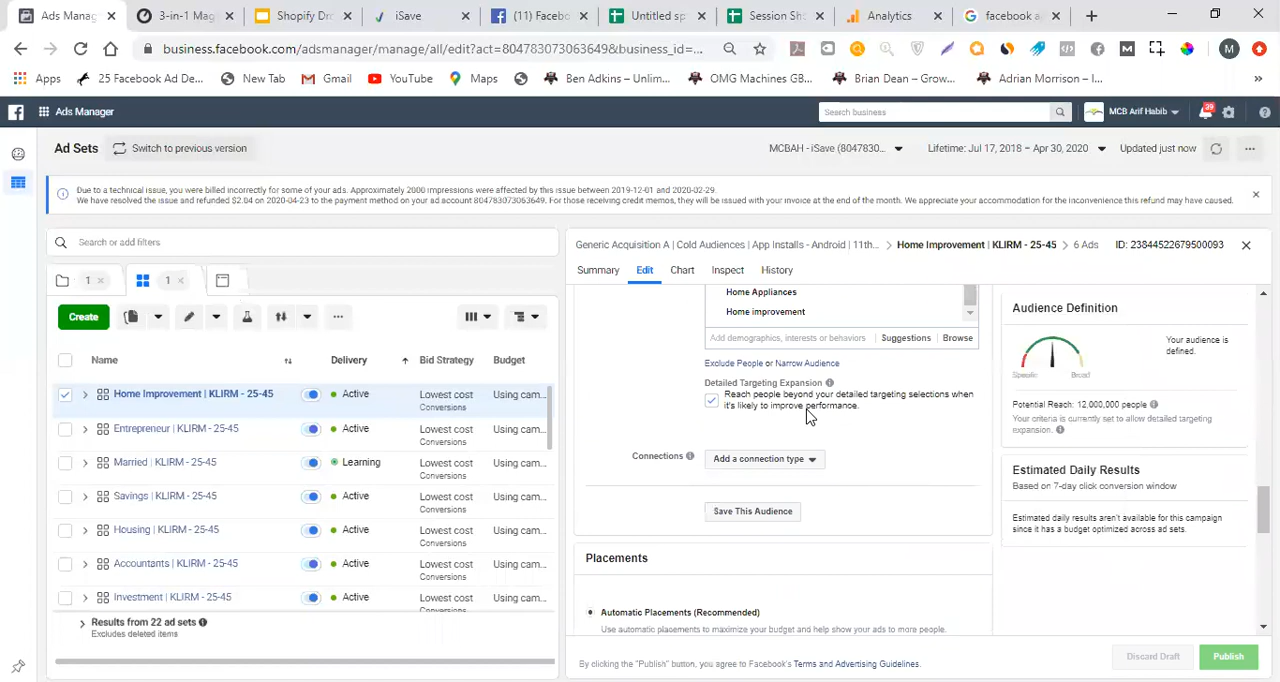 Ads Manager
3-in-1 Mag
Shopify Dro
iSave
(11) Facebo
Untitled sp
Session Sh
Analytics
facebook a
business.facebook.com/adsmanager/manage/all/edit?act=804783073063649&business_id=...
M
Apps
25 Facebook Ad De...
New Tab
Gmail
YouTube
Maps
Ben Adkins – Unlim...
OMG Machines GB...
Brian Dean – Grow...
Adrian Morrison – I...
»
Ads Manager
Search business
MCB Arif Habib
39
Ad Sets
Switch to previous version
MCBAH - iSave (8047830...
Lifetime: Jul 17, 2018 – Apr 30, 2020
Updated just now
Due to a technical issue, you were billed incorrectly for some of your ads. Approximately 2000 impressions were affected by this issue between 2019-12-01 and 2020-02-29.
We have resolved the issue and refunded $2.04 on 2020-04-23 to the payment method on your ad account 804783073063649. For those receiving credit memos, they will be issued with your invoice at the end of the month. We appreciate your accommodation for the inconvenience this refund may have caused.
Search or add filters
1
1
Create
Name
Delivery
Bid Strategy
Budget
Home Improvement | KLIRM - 25-45
Active
Lowest cost
Conversions
Using cam...
Entrepreneur | KLIRM - 25-45
Active
Lowest cost
Conversions
Using cam...
Married | KLIRM - 25-45
Learning
Lowest cost
Conversions
Using cam...
Savings | KLIRM - 25-45
Active
Lowest cost
Conversions
Using cam...
Housing | KLIRM - 25-45
Active
Lowest cost
Conversions
Using cam...
Accountants | KLIRM - 25-45
Active
Lowest cost
Conversions
Using cam...
Investment | KLIRM - 25-45
Active
Lowest cost
Conversions
Using cam...
Results from 22 ad sets
Excludes deleted items
Generic Acquisition A | Cold Audiences | App Installs - Android | 11th...
Home Improvement | KLIRM - 25-45
6 Ads
ID: 23844522679500093
Summary
Edit
Chart
Inspect
History
Home Appliances
Home improvement
Add demographics, interests or behaviors
Suggestions
Browse
Exclude People or Narrow Audience
Detailed Targeting Expansion
Reach people beyond your detailed targeting selections when
it's likely to improve performance.
Connections
Add a connection type
Save This Audience
Placements
Automatic Placements (Recommended)
Use automatic placements to maximize your budget and help show your ads to more people.
Audience Definition
Your audience is
defined.
Specific
Broad
Potential Reach: 12,000,000 people
Your criteria is currently set to allow detailed targeting
expansion.
Estimated Daily Results
Based on 7-day click conversion window
Estimated daily results aren't available for this campaign
since it has a budget optimized across ad sets.
By clicking the "Publish" button, you agree to Facebook's Terms and Advertising Guidelines.
Discard Draft
Publish